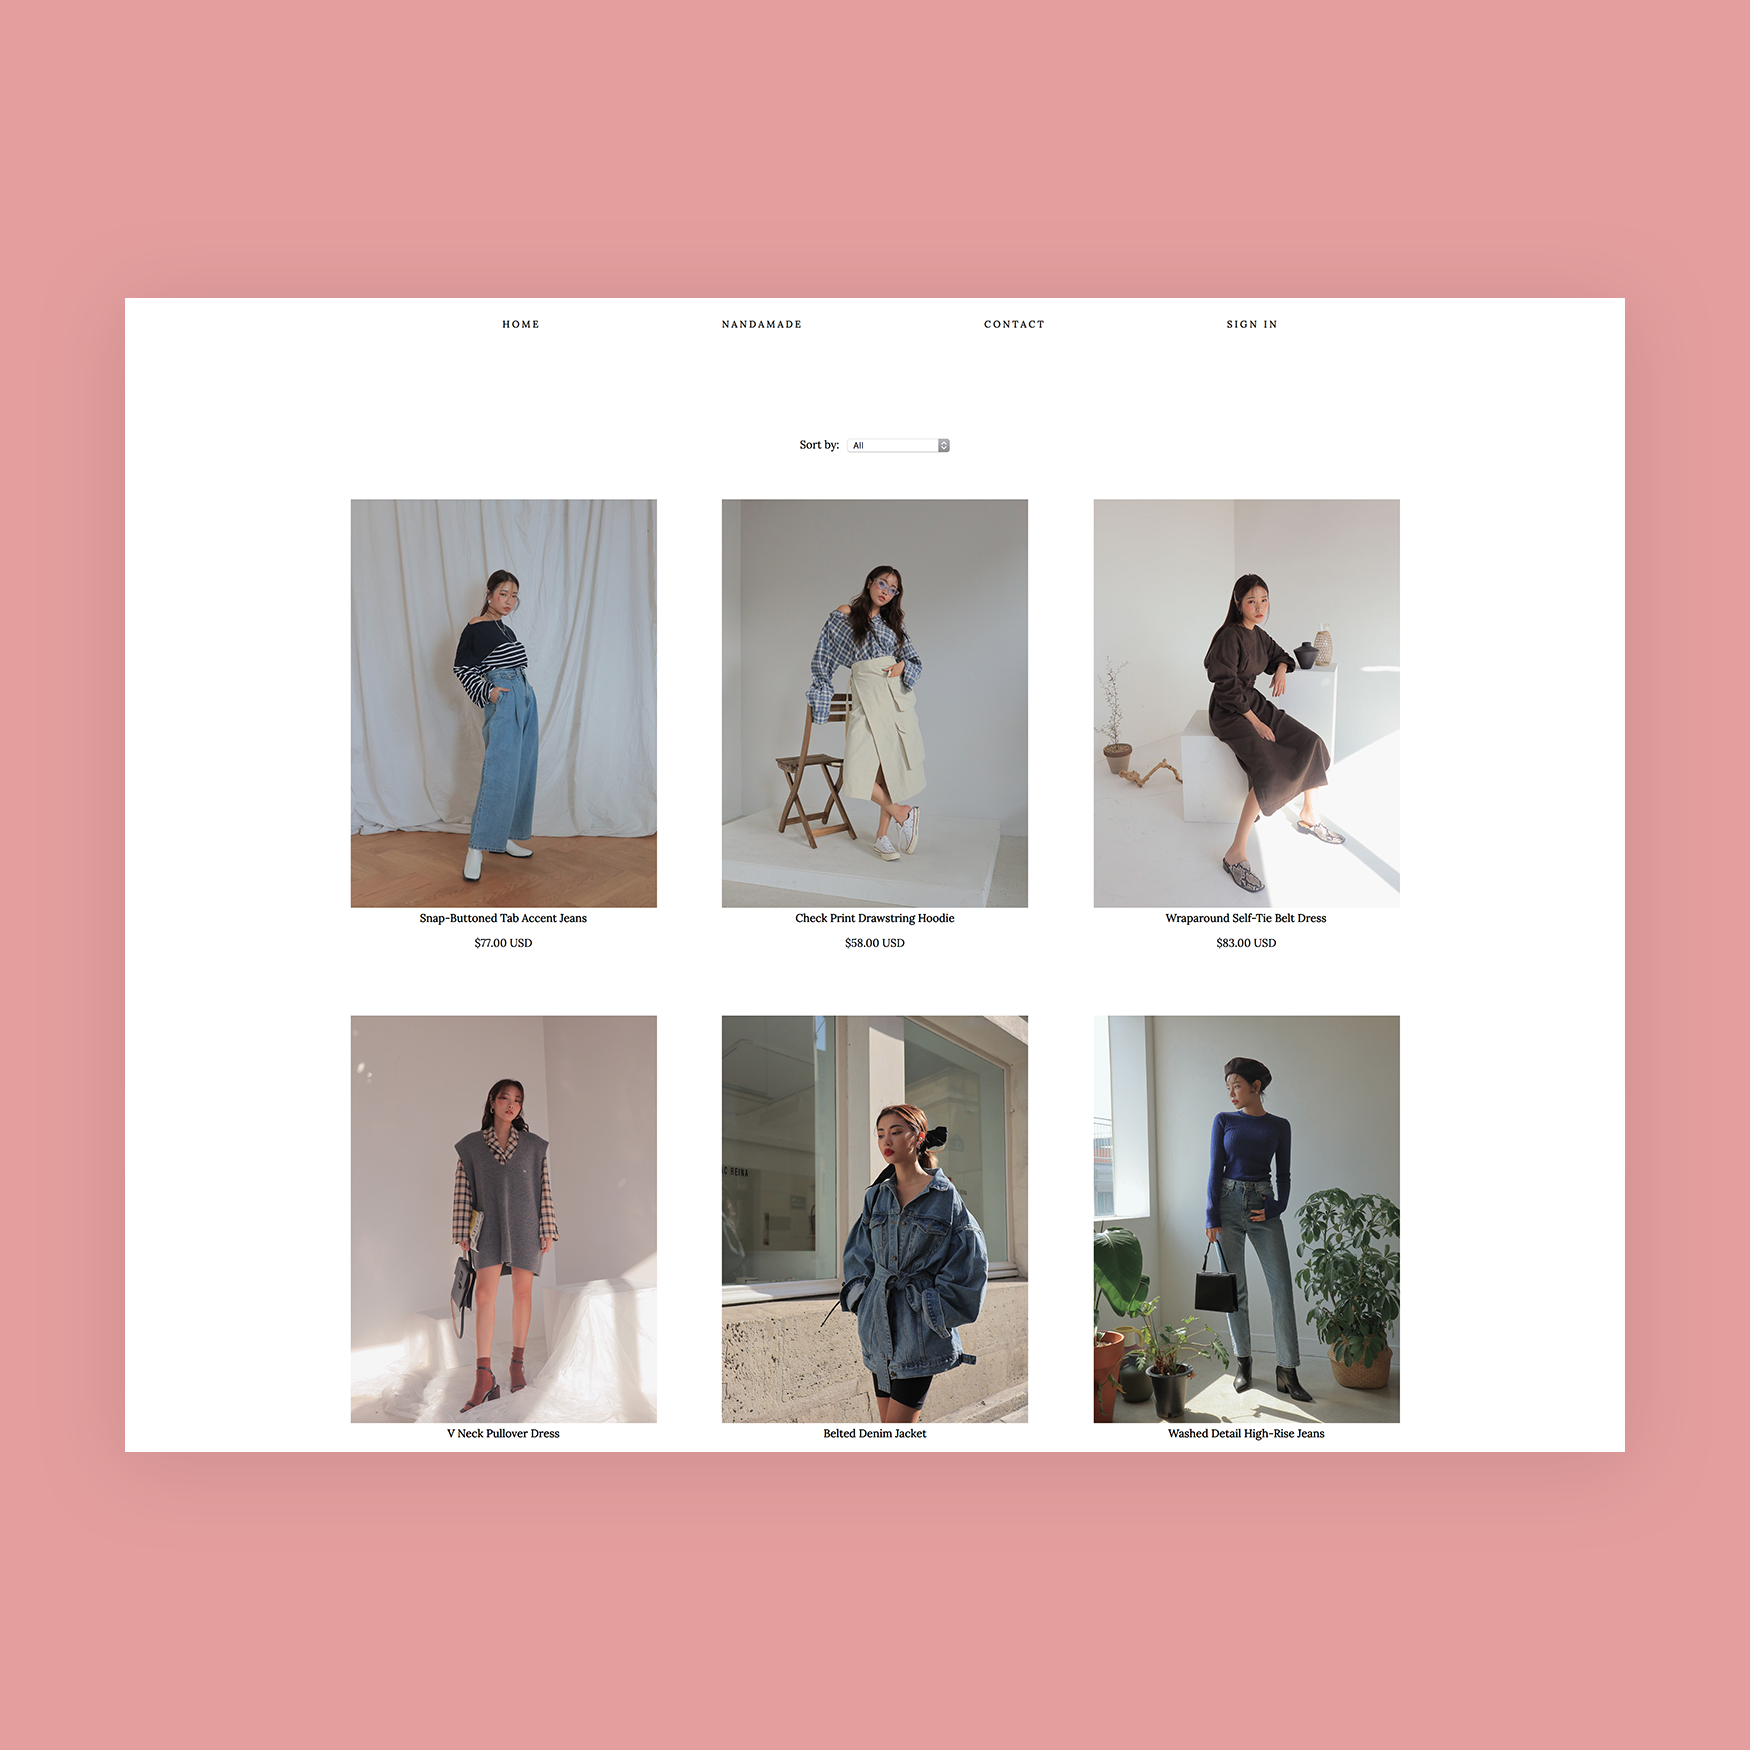 HOME NANDAMADE CONTACT SIGN IN
Sort by: All
Snap-Buttoned Tab Accent Jeans
$77.00 USD
Check Print Drawstring Hoodie
$58.00 USD
Wraparound Self-Tie Belt Dress
$83.00 USD
V Neck Pullover Dress
REINA
Belted Denim Jacket
Washed Detail High-Rise Jeans